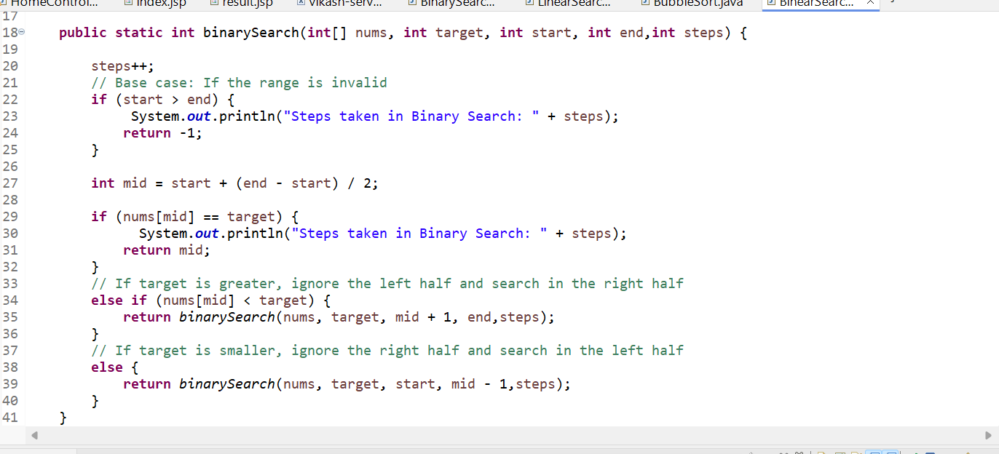 HomeControl... index.jsp result.jsp vikash-serv... BinarySearc... LinearSearc... BubbleSort.java BinearSearc...
17
18 public static int binarySearch(int[] nums, int target, int start, int end,int steps) {
19
20 steps++;
21 // Base case: If the range is invalid
22 if (start > end) {
23 System.out.println("Steps taken in Binary Search: " + steps);
24 return -1;
25 }
26
27 int mid = start + (end - start) / 2;
28
29 if (nums[mid] == target) {
30 System.out.println("Steps taken in Binary Search: " + steps);
31 return mid;
32 }
33 // If target is greater, ignore the left half and search in the right half
34 else if (nums[mid] < target) {
35 return binarySearch(nums, target, mid + 1, end,steps);
36 }
37 // If target is smaller, ignore the right half and search in the left half
38 else {
39 return binarySearch(nums, target, start, mid - 1,steps);
40 }
41 }